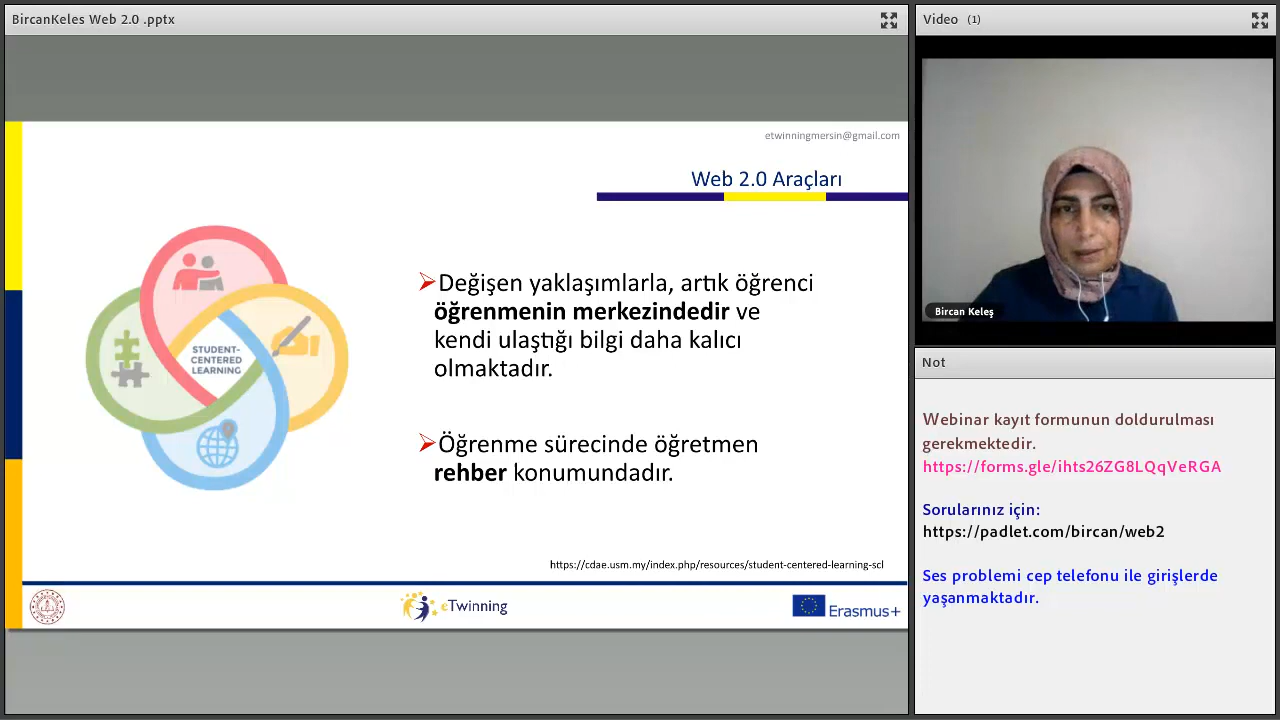 BircanKeles Web 2.0 .pptx
etwinningmersin@gmail.com
Web 2.0 Araçları
STUDENT-
CENTERED
LEARNING
➢Değişen yaklaşımlarla, artık öğrenci
öğrenmenin merkezindedir ve
kendi ulaştığı bilgi daha kalıcı
olmaktadır.
➢Öğrenme sürecinde öğretmen
rehber konumundadır.
https://cdae.usm.my/index.php/resources/student-centered-learning-scl
eTwinning
Erasmus+
Video (1)
Bircan Keleş
Not
Webinar kayıt formunun doldurulması
gerekmektedir.
https://forms.gle/ihts26ZG8LQqVeRGA
Sorularınız için:
https://padlet.com/bircan/web2
Ses problemi cep telefonu ile girişlerde
yaşanmaktadır.